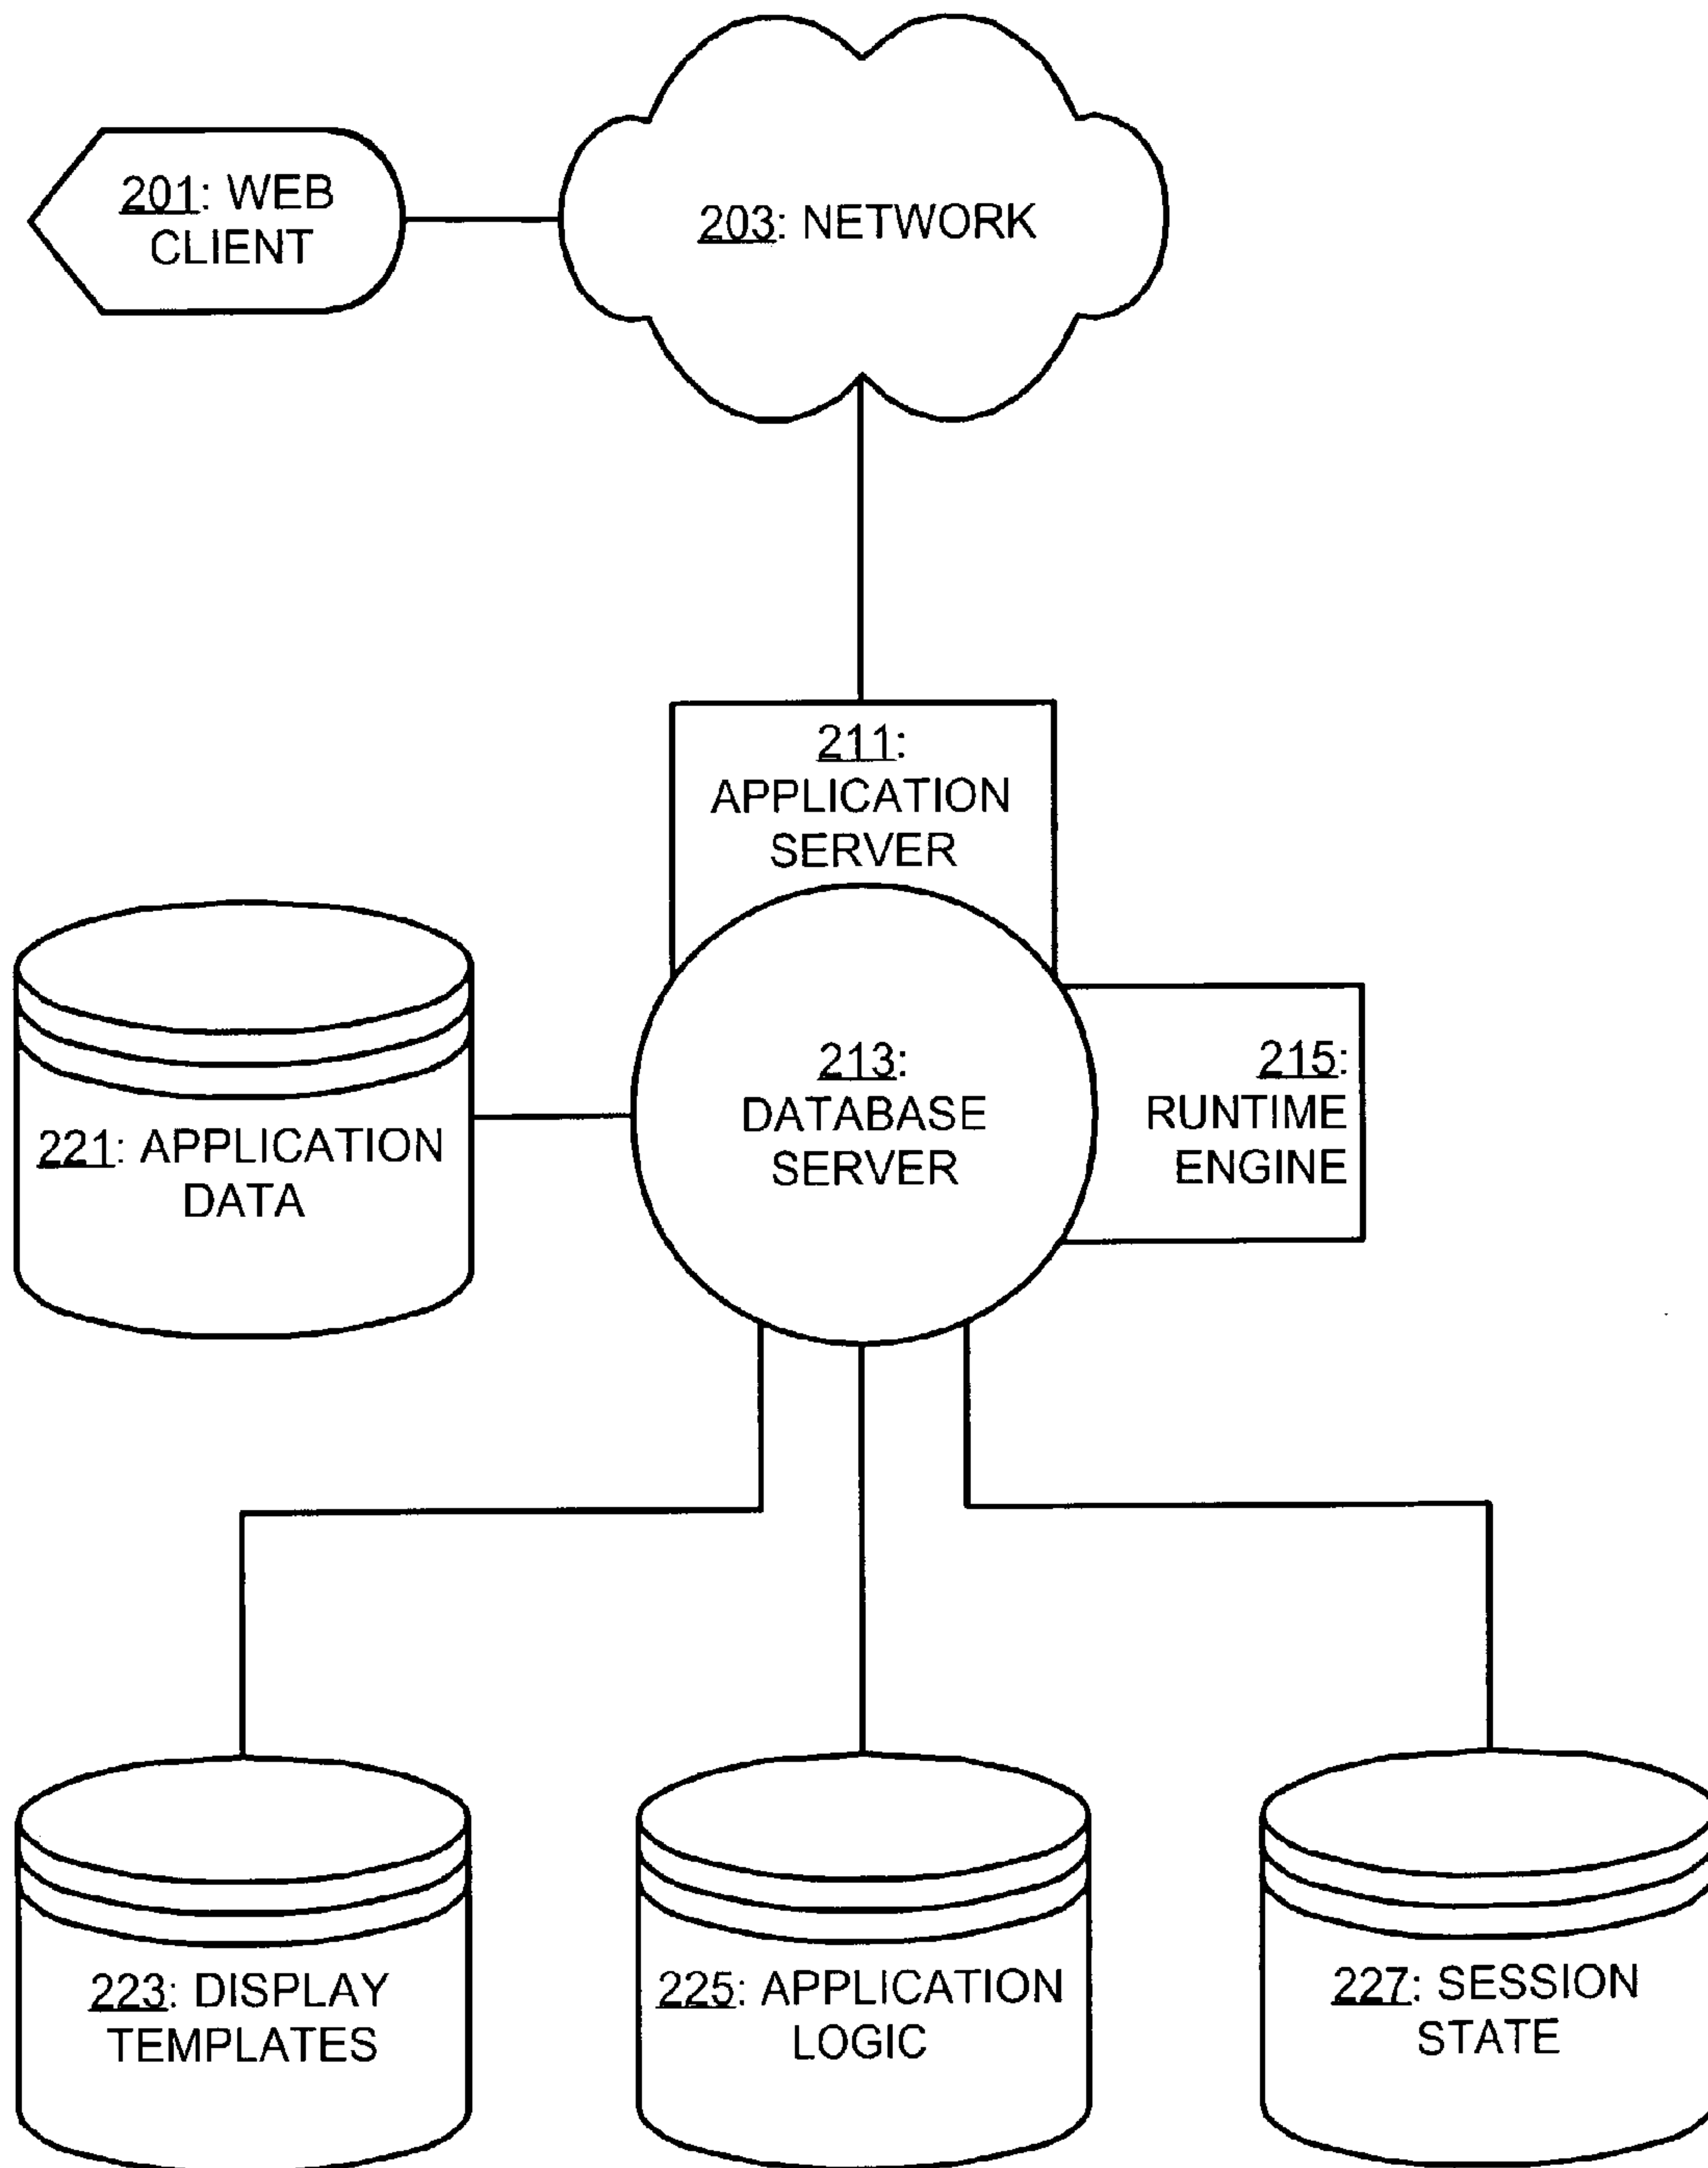 201: WEB
CLIENT
203: NETWORK
211:
APPLICATION
SERVER
213:
DATABASE
SERVER
215:
RUNTIME
ENGINE
221: APPLICATION
DATA
223: DISPLAY
TEMPLATES
225: APPLICATION
LOGIC
227: SESSION
STATE